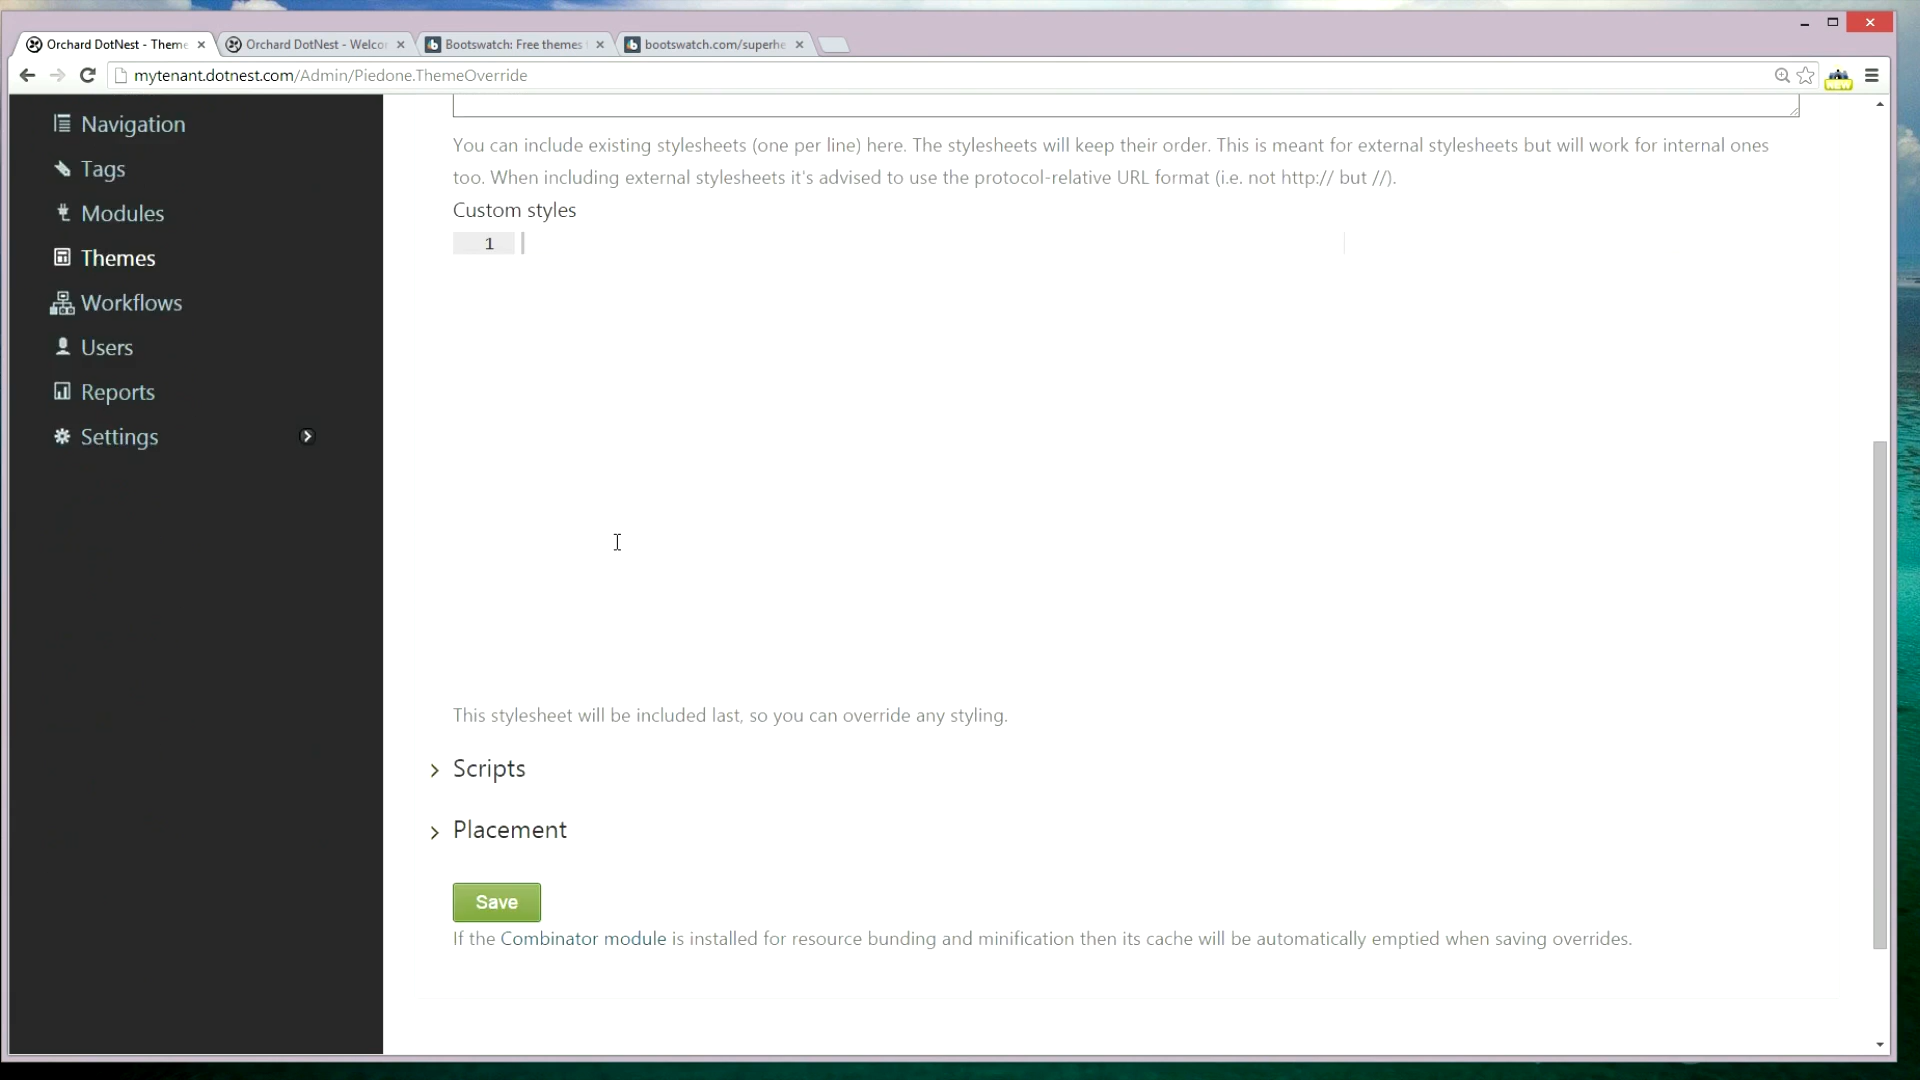 Orchard DotNest - Theme
Orchard DotNest - Welcor
Bootswatch: Free themes
bootswatch.com/superhe
mytenant.dotnest.com/Admin/Piedone.ThemeOverride
NEW
Navigation
Tags
Modules
Themes
Workflows
Users
Reports
Settings
You can include existing stylesheets (one per line) here. The stylesheets will keep their order. This is meant for external stylesheets but will work for internal ones
too. When including external stylesheets it's advised to use the protocol-relative URL format (i.e. not http:// but //).
Custom styles
1
This stylesheet will be included last, so you can override any styling.
Scripts
Placement
Save
If the Combinator module is installed for resource bunding and minification then its cache will be automatically emptied when saving overrides.